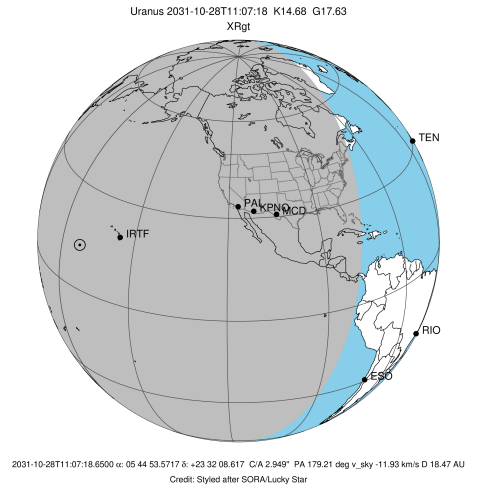 Uranus 2031-10-28T11:07:18 K14.68 G17.63
XRgt
TEN
PAL
KPNO
MCD
IRTF
RIO
ESO
2031-10-28T11:07:18.6500 α: 05 44 53.5717 δ: +23 32 08.617 C/A 2.949" PA 179.21 deg v_sky -11.93 km/s D 18.47 AU
Credit: Styled after SORA/Lucky Star